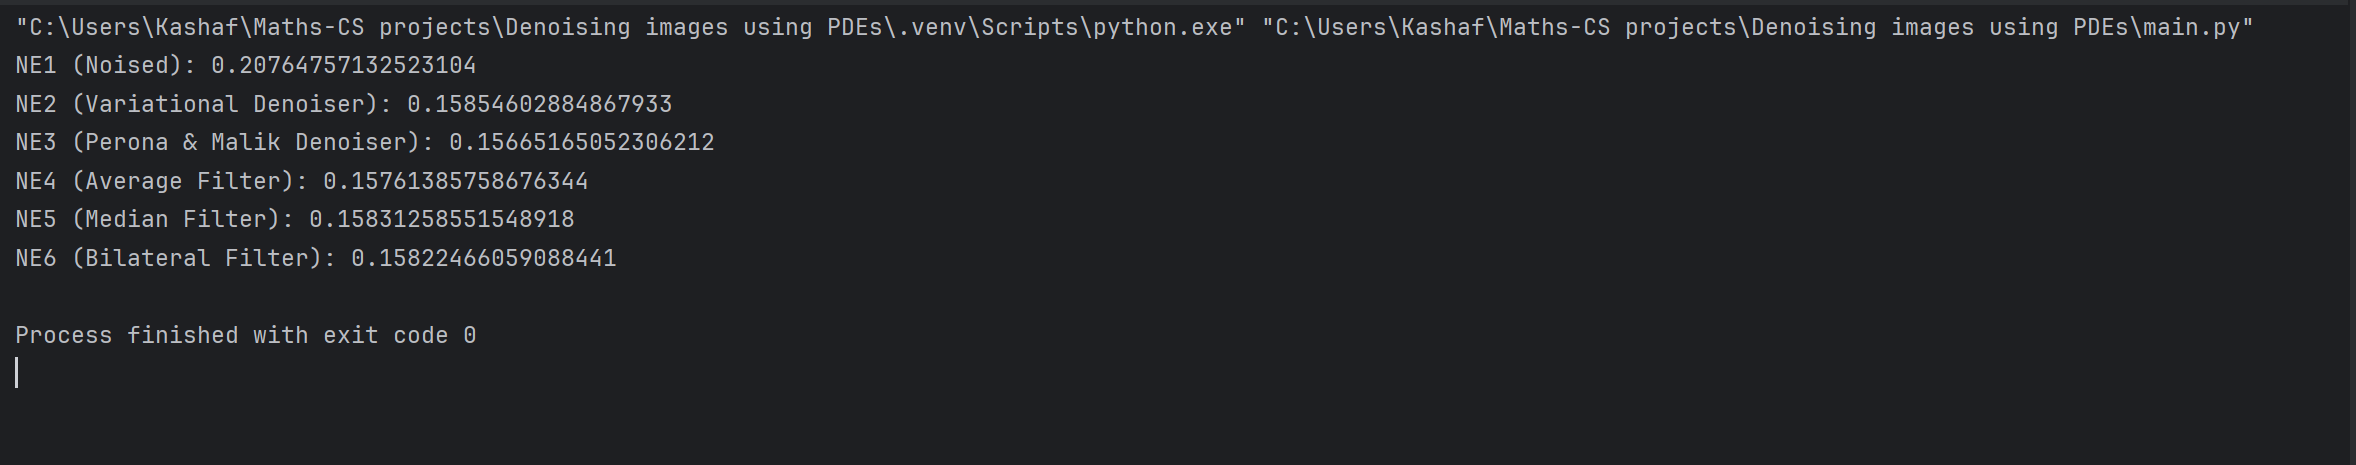 "C:\Users\Kashaf\Maths-CS projects\Denoising images using PDEs\.venv\Scripts\python.exe" "C:\Users\Kashaf\Maths-CS projects\Denoising images using PDEs\main.py"
NE1 (Noised): 0.20764757132523104
NE2 (Variational Denoiser): 0.15854602884867933
NE3 (Perona & Malik Denoiser): 0.15665165052306212
NE4 (Average Filter): 0.15761385758676344
NE5 (Median Filter): 0.15831258551548918
NE6 (Bilateral Filter): 0.15822466059088441
Process finished with exit code 0